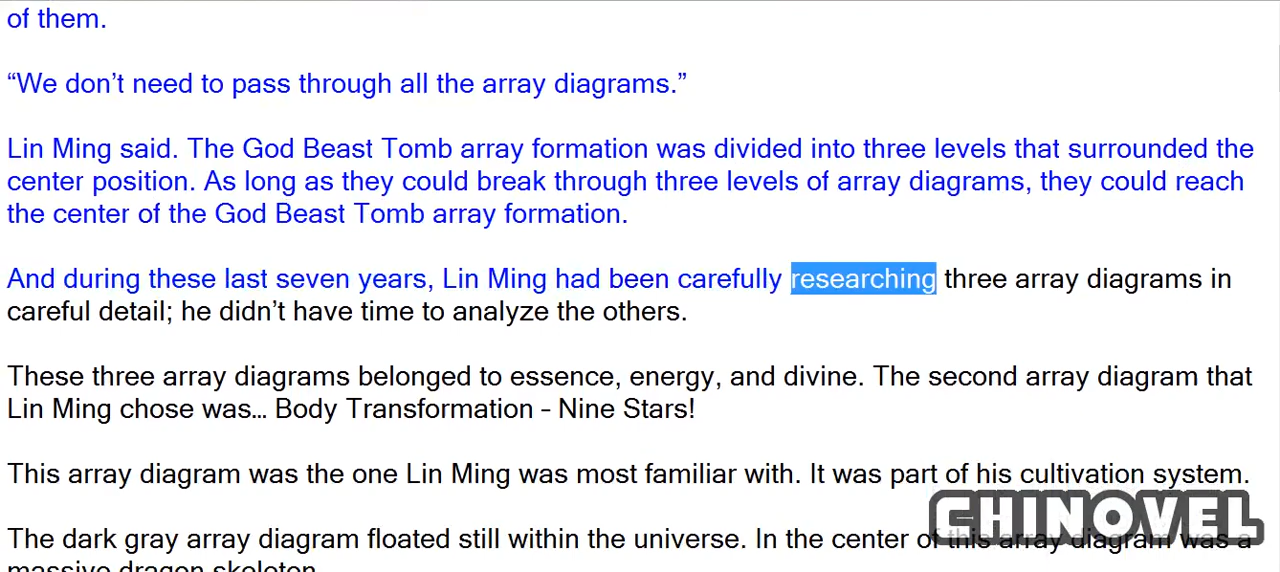 of them.
“We don’t need to pass through all the array diagrams.”
Lin Ming said. The God Beast Tomb array formation was divided into three levels that surrounded the
center position. As long as they could break through three levels of array diagrams, they could reach
the center of the God Beast Tomb array formation.
And during these last seven years, Lin Ming had been carefully researching three array diagrams in
careful detail; he didn’t have time to analyze the others.
These three array diagrams belonged to essence, energy, and divine. The second array diagram that
Lin Ming chose was… Body Transformation – Nine Stars!
This array diagram was the one Lin Ming was most familiar with. It was part of his cultivation system.
The dark gray array diagram floated still within the universe. In the center of this array diagram was a
massive dragon skeleton.
CHINOVEL